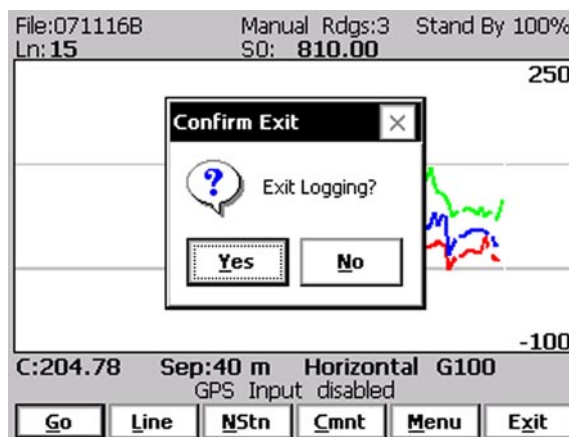 File:071116B Manual Rdgs:3 Stand By 100%
Ln: 15 S0: 810.00
250
Confirm Exit
Exit Logging?
Yes No
-100
C:204.78 Sep:40 m Horizontal G100
GPS Input disabled
Go Line NStn Cmnt Menu Exit